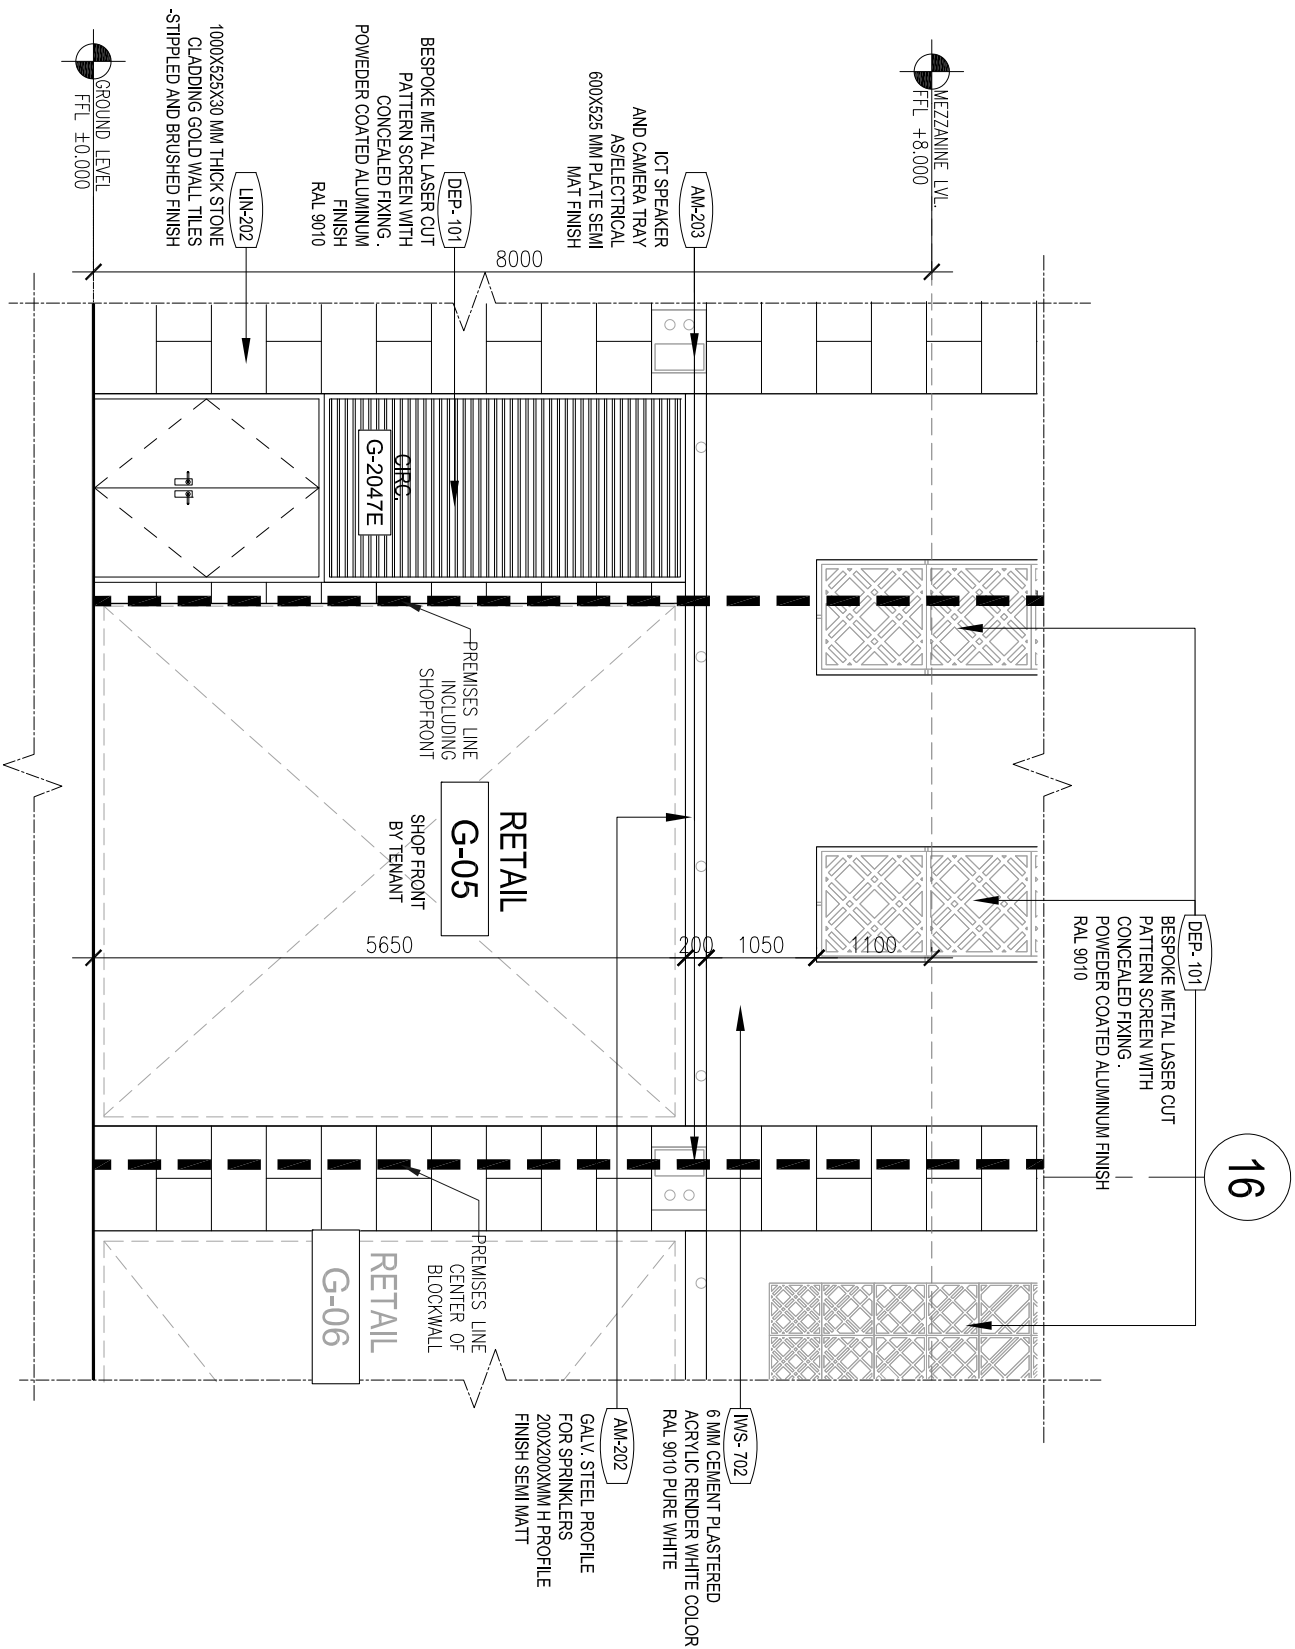 MEZZANINE LVL.
FFL +8.000
GROUND LEVEL
FFL ±0.000
8000
AM-203
ICT SPEAKER
AND CAMERA TRAY
AS/ELECTRICAL
600X525 MM PLATE SEMI
MAT FINISH
DEP- 101
BESPOKE METAL LASER CUT
PATTERN SCREEN WITH
CONCEALED FIXING .
POWEDER COATED ALUMINUM
FINISH
RAL 9010
LIN-202
1000X525X30 MM THICK STONE
CLADDING GOLD WALL TILES
-STIPPLED AND BRUSHED FINISH
CIRC.
G-2047E
PREMISES LINE
INCLUDING
SHOPFRONT
RETAIL
G-05
SHOP FRONT
BY TENANT
5650
200
1050
1100
DEP- 101
BESPOKE METAL LASER CUT
PATTERN SCREEN WITH
CONCEALED FIXING .
POWDER COATED ALUMINUM FINISH
RAL 9010
16
PREMISES LINE
CENTER OF
BLOCKWALL
RETAIL
G-06
IWS- 702
6 MM CEMENT PLASTERED
ACRYLIC RENDER WHITE COLOR
RAL 9010 PURE WHITE
AM-202
GALV. STEEL PROFILE
FOR SPRINKLERS
200X200XMM H PROFILE
FINISH SEMI MATT